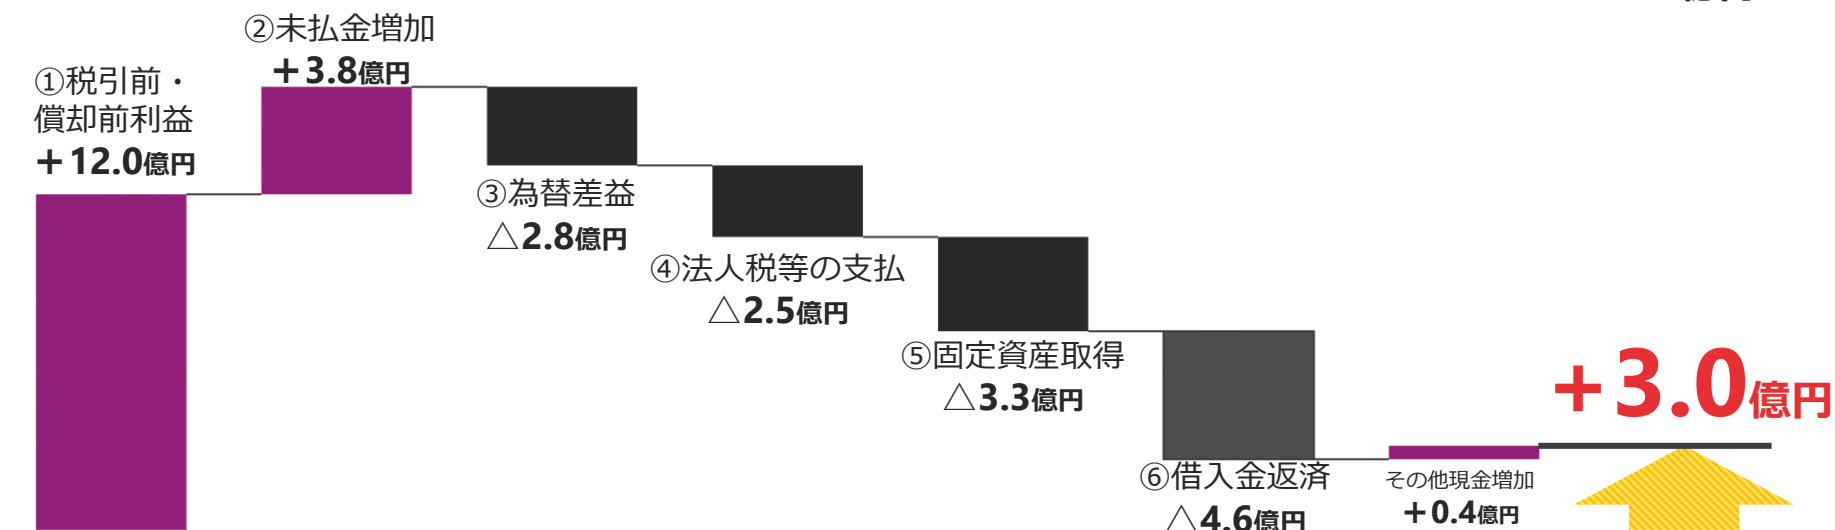 ①税引前・
償却前利益
＋12.0億円
②未払金増加
＋3.8億円
③為替差益
△2.8億円
④法人税等の支払
△2.5億円
⑤固定資産取得
△3.3億円
⑥借入金返済
△4.6億円
その他現金増加
＋0.4億円
+3.0億円